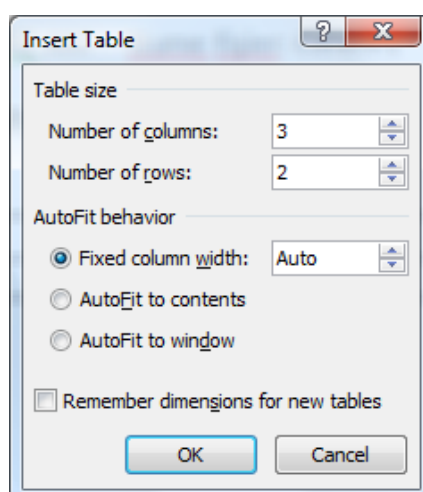 Insert Table
Table size
Number of columns: 3
Number of rows: 2
AutoFit behavior
Fixed column width: Auto
AutoFit to contents
AutoFit to window
Remember dimensions for new tables
OK Cancel